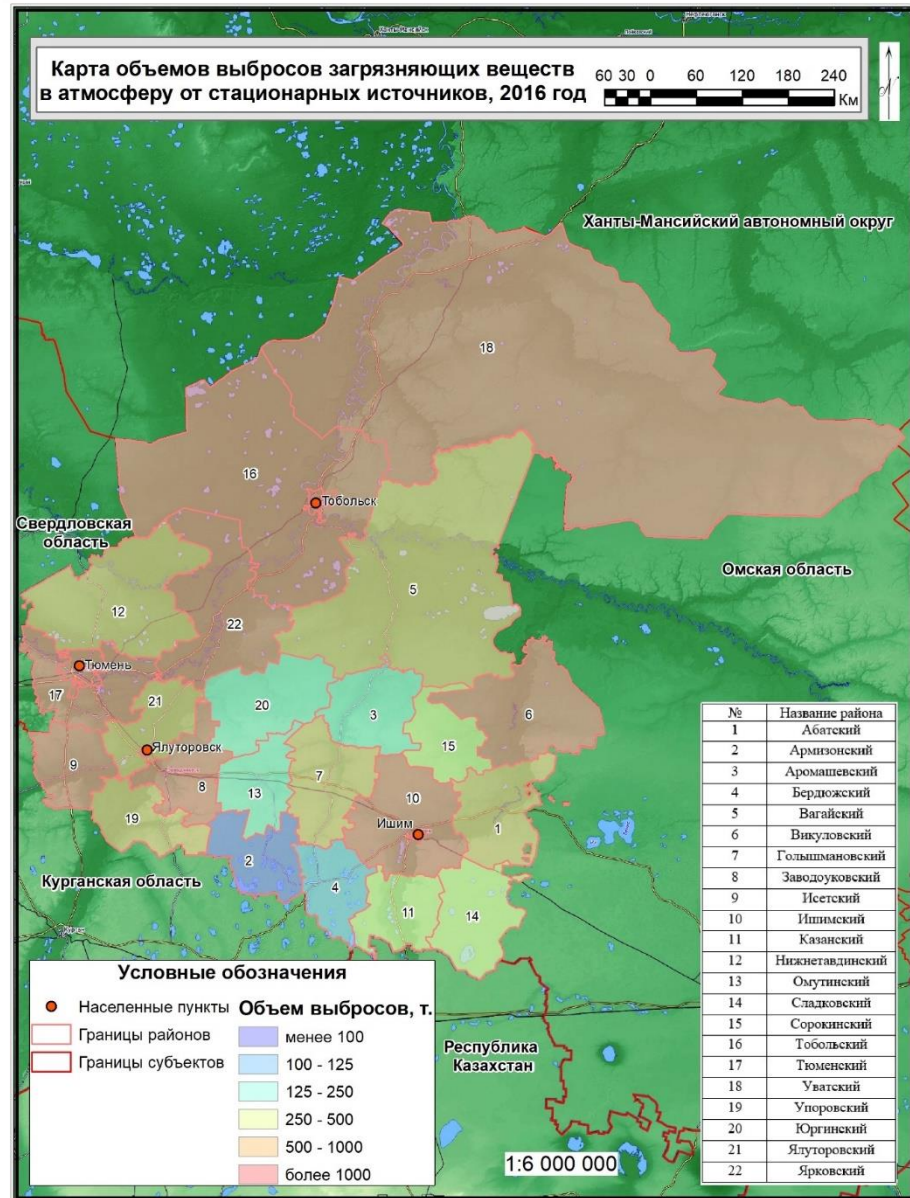 Карта объемов выбросов загрязняющих веществ
в атмосферу от стационарных источников, 2016 год
60 30 0 60 120 180 240
Км
Ханты-Мансийский автономный округ
18
16
Тобольск
Свердловская
область
Омская область
12
5
22
Тюмень
17
21
20
3
6
15
Ялуторовск
9
7
8
13
10
19
Ишим
1
2
4
Курганская область
11
14
Республика
Казахстан
1:6 000 000
Условные обозначения
Населенные пункты
Границы районов
Границы субъектов
Объем выбросов, т.
менее 100
100 - 125
125 - 250
250 - 500
500 - 1000
более 1000
№ Название района
1 Абатский
2 Армизонский
3 Аромашевский
4 Бердюжский
5 Вагайский
6 Викуловский
7 Голышмановский
8 Заводоуковский
9 Исетский
10 Ишимский
11 Казанский
12 Нижнетавдинский
13 Омутинский
14 Сладковский
15 Сорокинский
16 Тобольский
17 Тюменский
18 Уватский
19 Упоровский
20 Юргинский
21 Ялуторовский
22 Ярковский